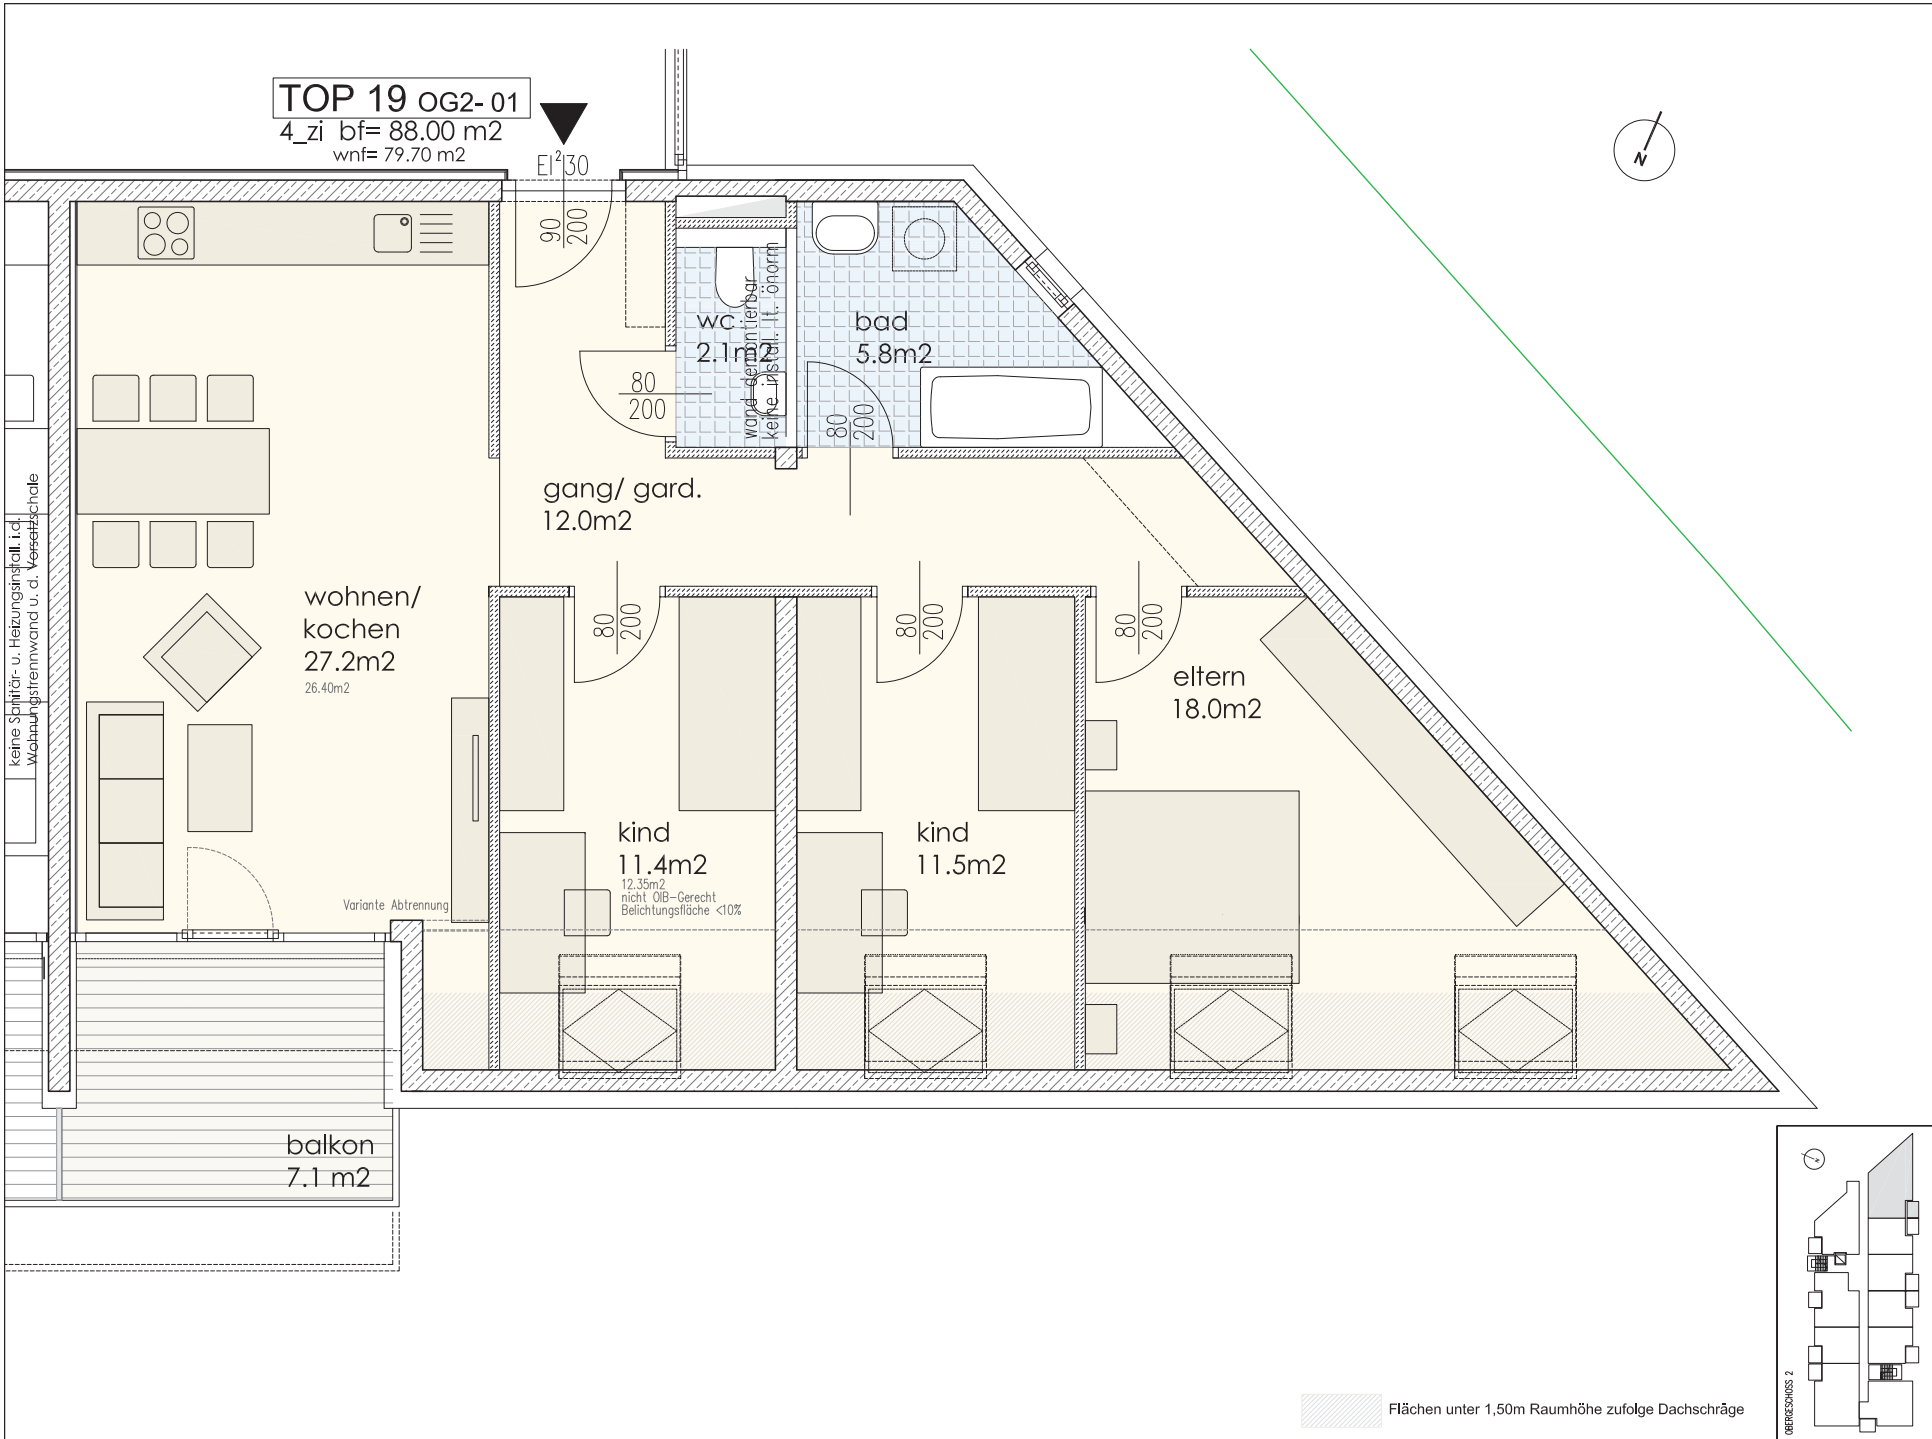 TOP 19 OG2- 01
4_zi bf= 88.00 m2
wnf= 79.70 m2
EI²30
90
200
N
wc
2.1m2
wand demontierbar
keine install. lt. önorm
bad
5.8m2
80
200
80
200
gang/ gard.
12.0m2
keine Sanitär- u. Heizungsinstall. i.d.
Wohnungstrennwand u. d. Vorsatzschale
wohnen/
kochen
27.2m2
26.40m2
80
200
80
200
80
200
eltern
18.0m2
kind
11.4m2
12.35m2
nicht OIB-Gerecht
Belichtungsfläche <10%
kind
11.5m2
Variante Abtrennung
balkon
7.1 m2
OBERGESCHOSS 2
Flächen unter 1,50m Raumhöhe zufolge Dachschräge